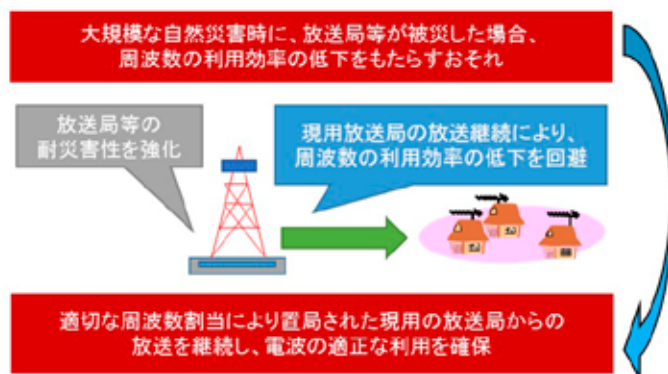 大規模な自然災害時に、放送局等が被災した場合、
周波数の利用効率の低下をもたらすおそれ
放送局等の
耐災害性を強化
現用放送局の放送継続により、
周波数の利用効率の低下を回避
適切な周波数割当により置局された現用の放送局からの
放送を継続し、電波の適正な利用を確保